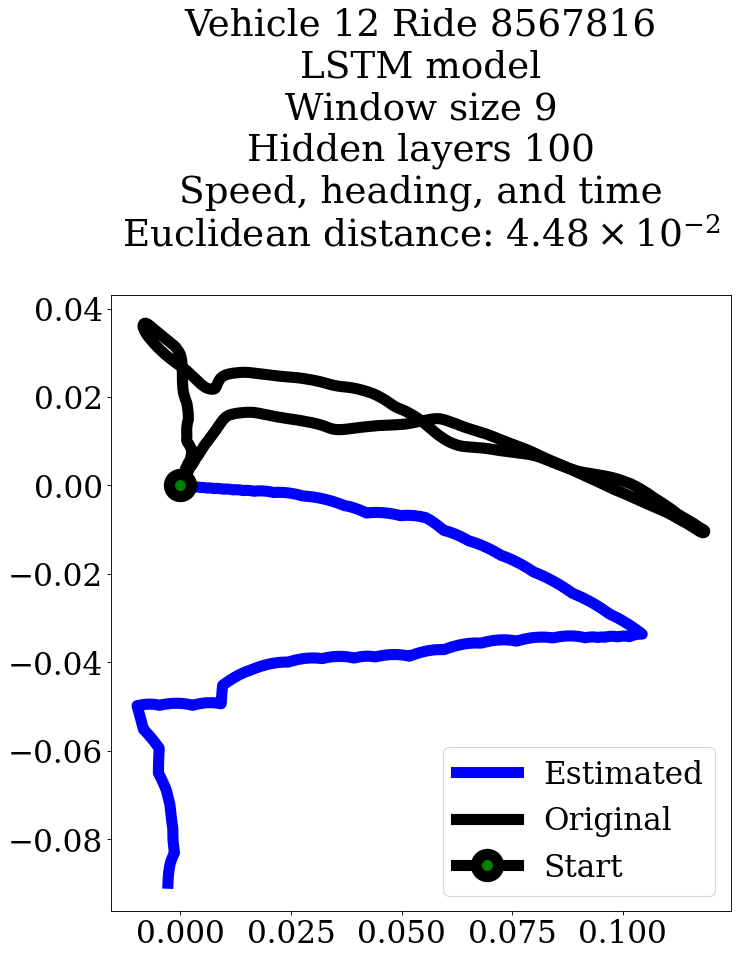 Vehicle 12 Ride 8567816
LSTM model
Window size 9
Hidden layers 100
Speed, heading, and time
Euclidean distance: 4.48 × 10⁻²
0.04
0.02
0.00
−0.02
−0.04
−0.06
−0.08
Estimated
Original
Start
0.000 0.025 0.050 0.075 0.100